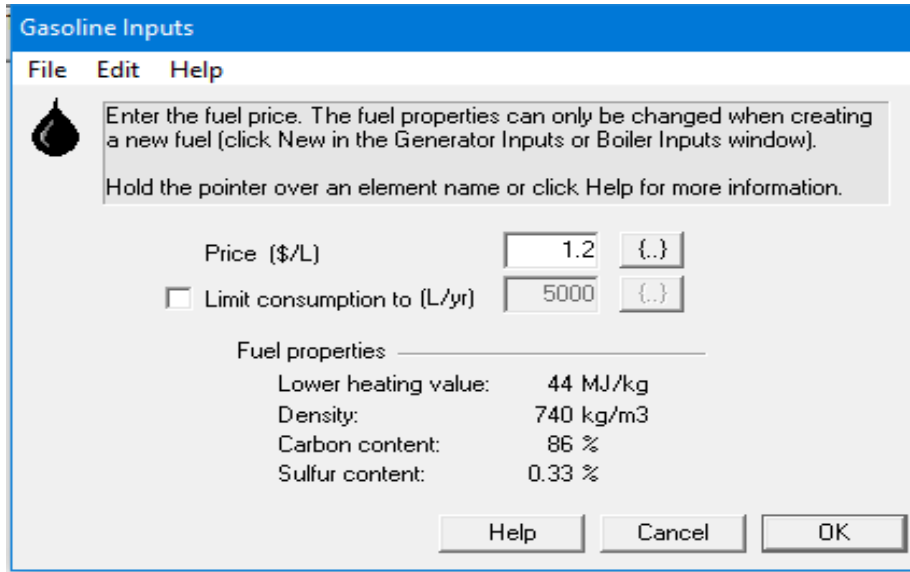 Gasoline Inputs
File Edit Help
Enter the fuel price. The fuel properties can only be changed when creating
a new fuel (click New in the Generator Inputs or Boiler Inputs window).
Hold the pointer over an element name or click Help for more information.
Price ($/L) 1.2 {..}
Limit consumption to (L/yr) 5000 {..}
Fuel properties
Lower heating value: 44 MJ/kg
Density: 740 kg/m3
Carbon content: 86 %
Sulfur content: 0.33 %
Help Cancel OK